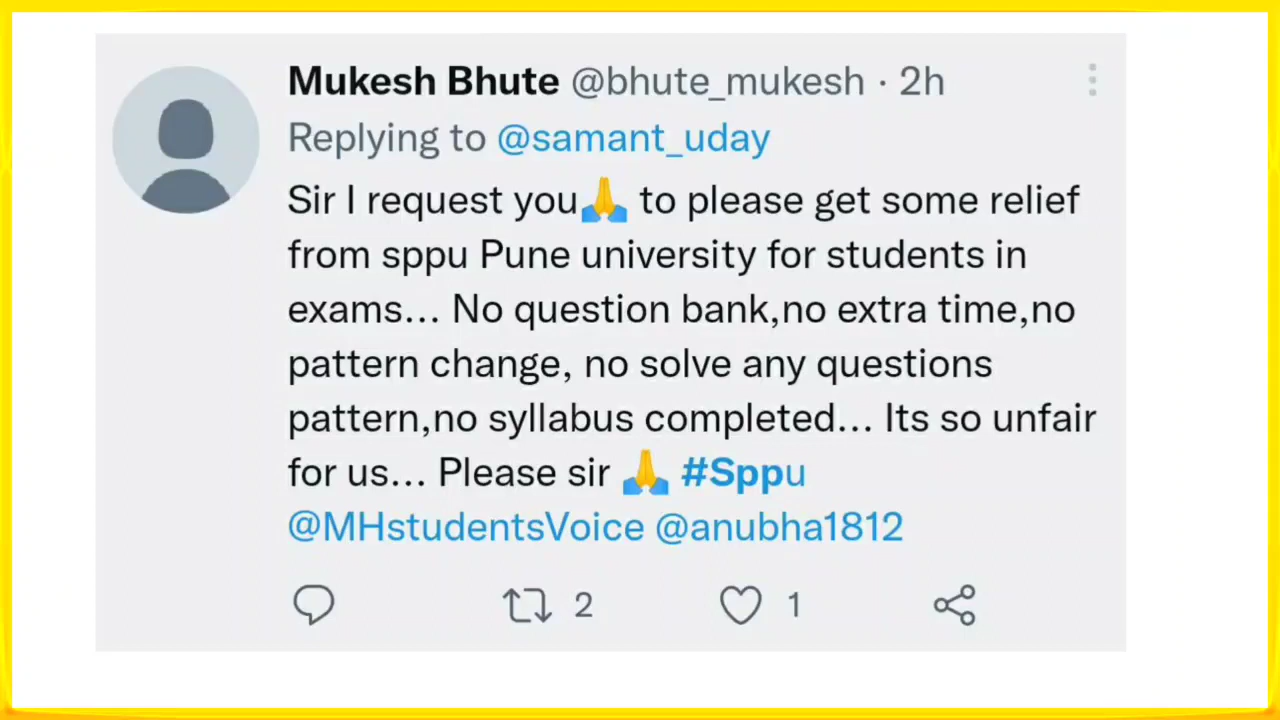 Mukesh Bhute @bhute_mukesh · 2h
Replying to @samant_uday
Sir I request you🙏 to please get some relief
from sppu Pune university for students in
exams... No question bank,no extra time,no
pattern change, no solve any questions
pattern,no syllabus completed... Its so unfair
for us... Please sir 🙏 #Sppu
@MHstudentsVoice @anubha1812
2 1